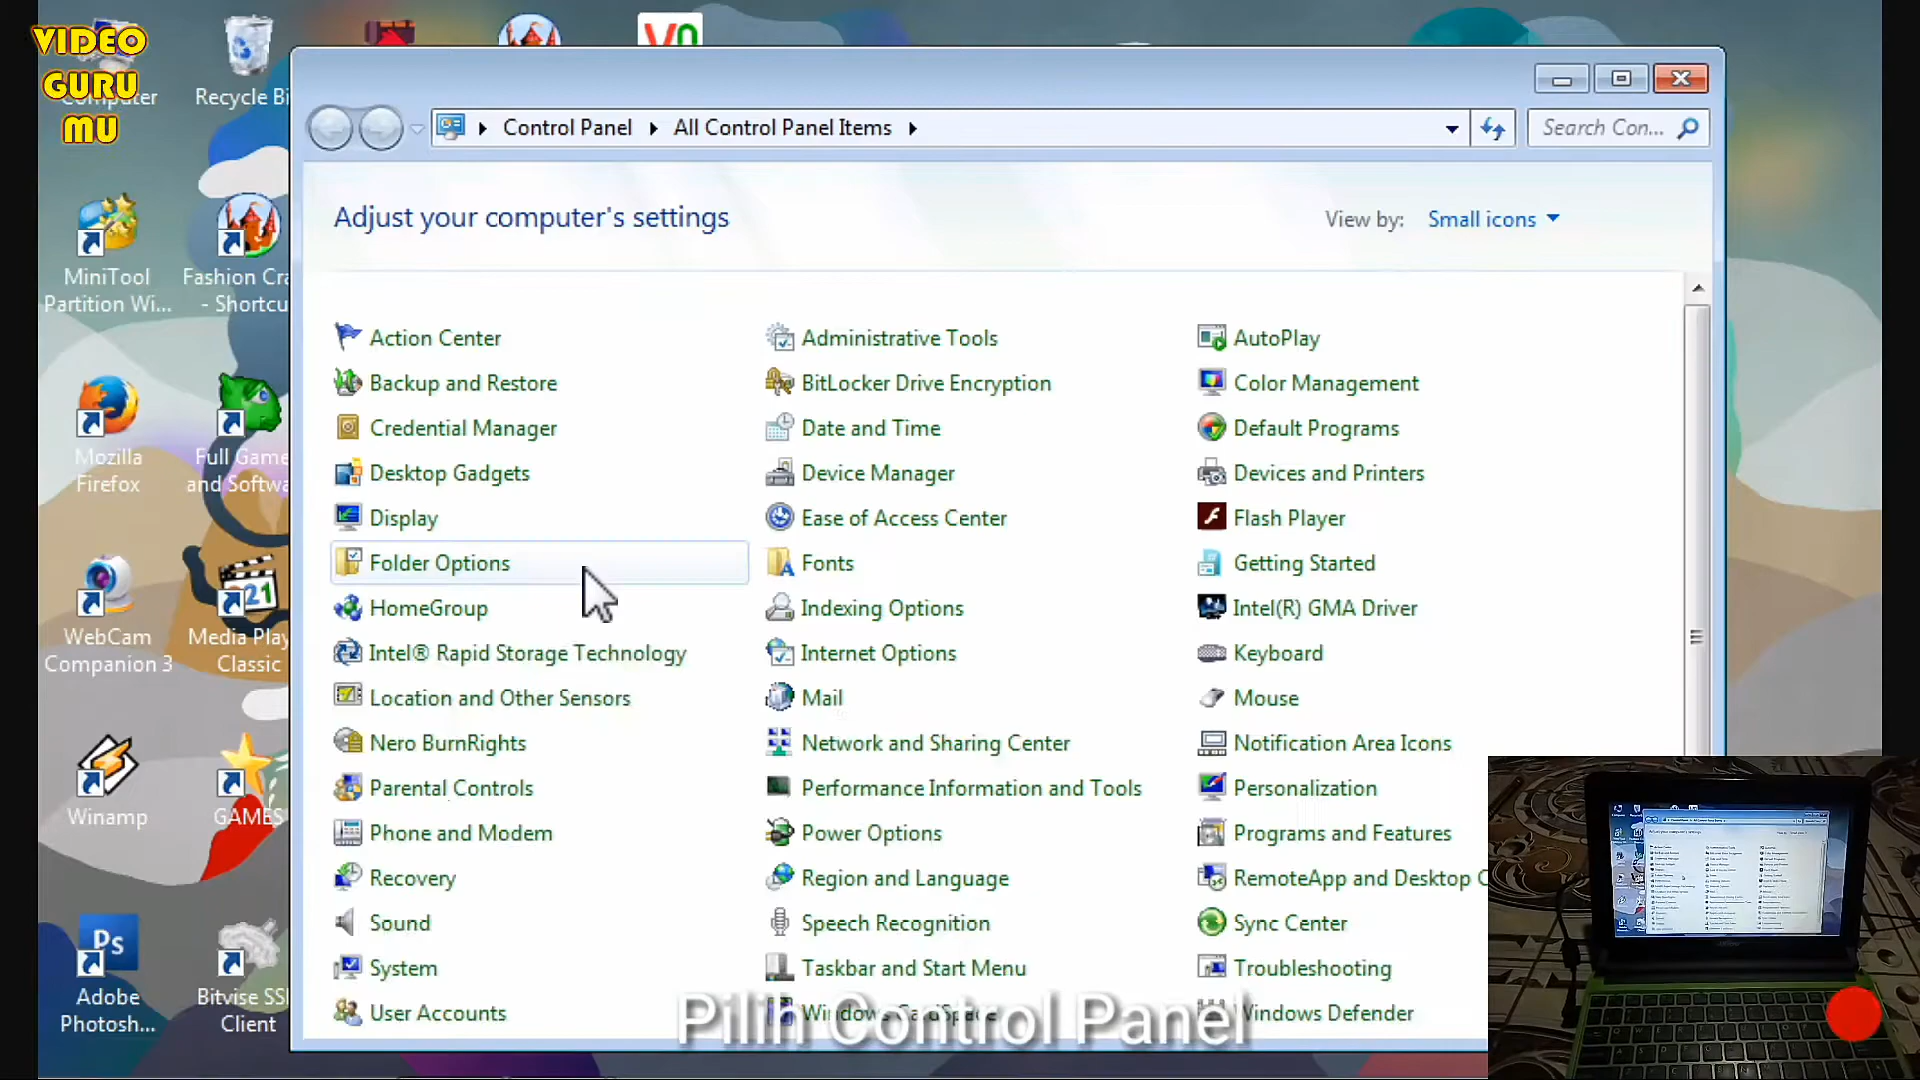 VIDEO
GURU
MU
Computer
Recycle Bi
MiniTool
Partition Wi...
Fashion Cra
- Shortcu
Mozilla
Firefox
Full Game
and Softwa
WebCam
Companion 3
Media Play
Classic
Winamp
GAMES
Adobe
Photosh...
Bitvise SS
Client
Control Panel
All Control Panel Items
Search Con...
Adjust your computer's settings
View by: Small icons
Action Center
Administrative Tools
AutoPlay
Backup and Restore
BitLocker Drive Encryption
Color Management
Credential Manager
Date and Time
Default Programs
Desktop Gadgets
Device Manager
Devices and Printers
Display
Ease of Access Center
Flash Player
Folder Options
Fonts
Getting Started
HomeGroup
Indexing Options
Intel(R) GMA Driver
Intel® Rapid Storage Technology
Internet Options
Keyboard
Location and Other Sensors
Mail
Mouse
Nero BurnRights
Network and Sharing Center
Notification Area Icons
Parental Controls
Performance Information and Tools
Personalization
Phone and Modem
Power Options
Programs and Features
Recovery
Region and Language
RemoteApp and Desktop C
Sound
Speech Recognition
Sync Center
System
Taskbar and Start Menu
Troubleshooting
User Accounts
Windows CardSpace
Windows Defender
Pilih Control Panel